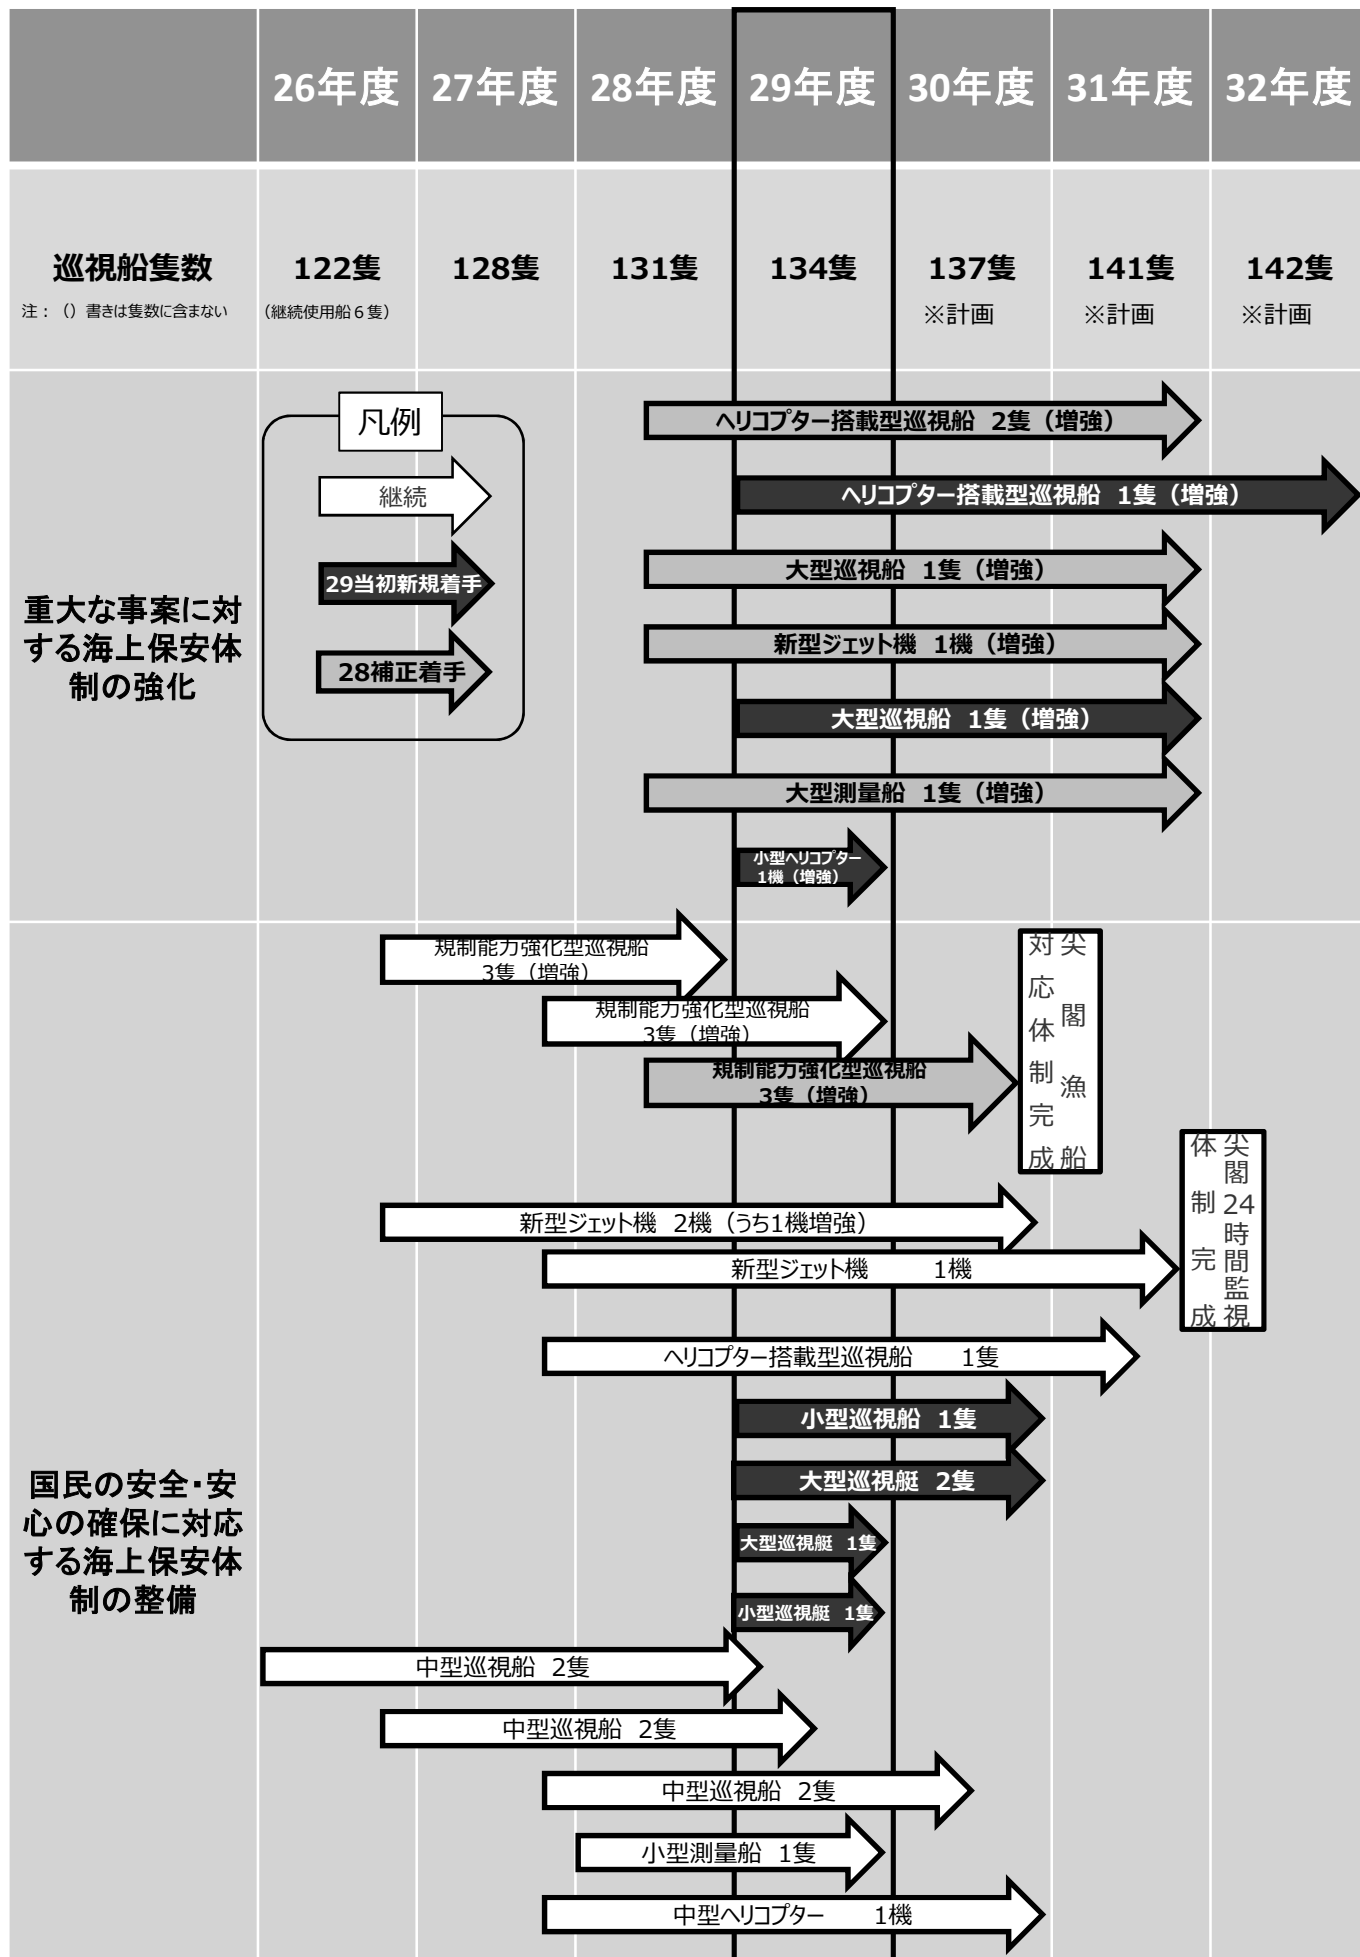 26年度 27年度 28年度 29年度 30年度 31年度 32年度
巡視船隻数 122隻 128隻 131隻 134隻 137隻 141隻 142隻
注：（）書きは隻数に含まない （継続使用船６隻） ※計画 ※計画 ※計画
重大な事案に対
する海上保安体
制の強化
凡例
継続
29当初新規着手
28補正着手
ヘリコプター搭載型巡視船 2隻（増強）
ヘリコプター搭載型巡視船 1隻（増強）
大型巡視船 1隻（増強）
新型ジェット機 1機（増強）
大型巡視船 1隻（増強）
大型測量船 1隻（増強）
小型ヘリコプター
1機（増強）
国民の安全・安
心の確保に対応
する海上保安体
制の整備
規制能力強化型巡視船
3隻（増強）
規制能力強化型巡視船
3隻（増強）
規制能力強化型巡視船
3隻（増強）
尖閣漁船
対応体制完成
新型ジェット機 2機（うち1機増強）
新型ジェット機 1機
尖閣24時間監視
体制完成
ヘリコプター搭載型巡視船 1隻
小型巡視船 1隻
大型巡視艇 2隻
大型巡視艇 1隻
小型巡視艇 1隻
中型巡視船 2隻
中型巡視船 2隻
中型巡視船 2隻
小型測量船 1隻
中型ヘリコプター 1機